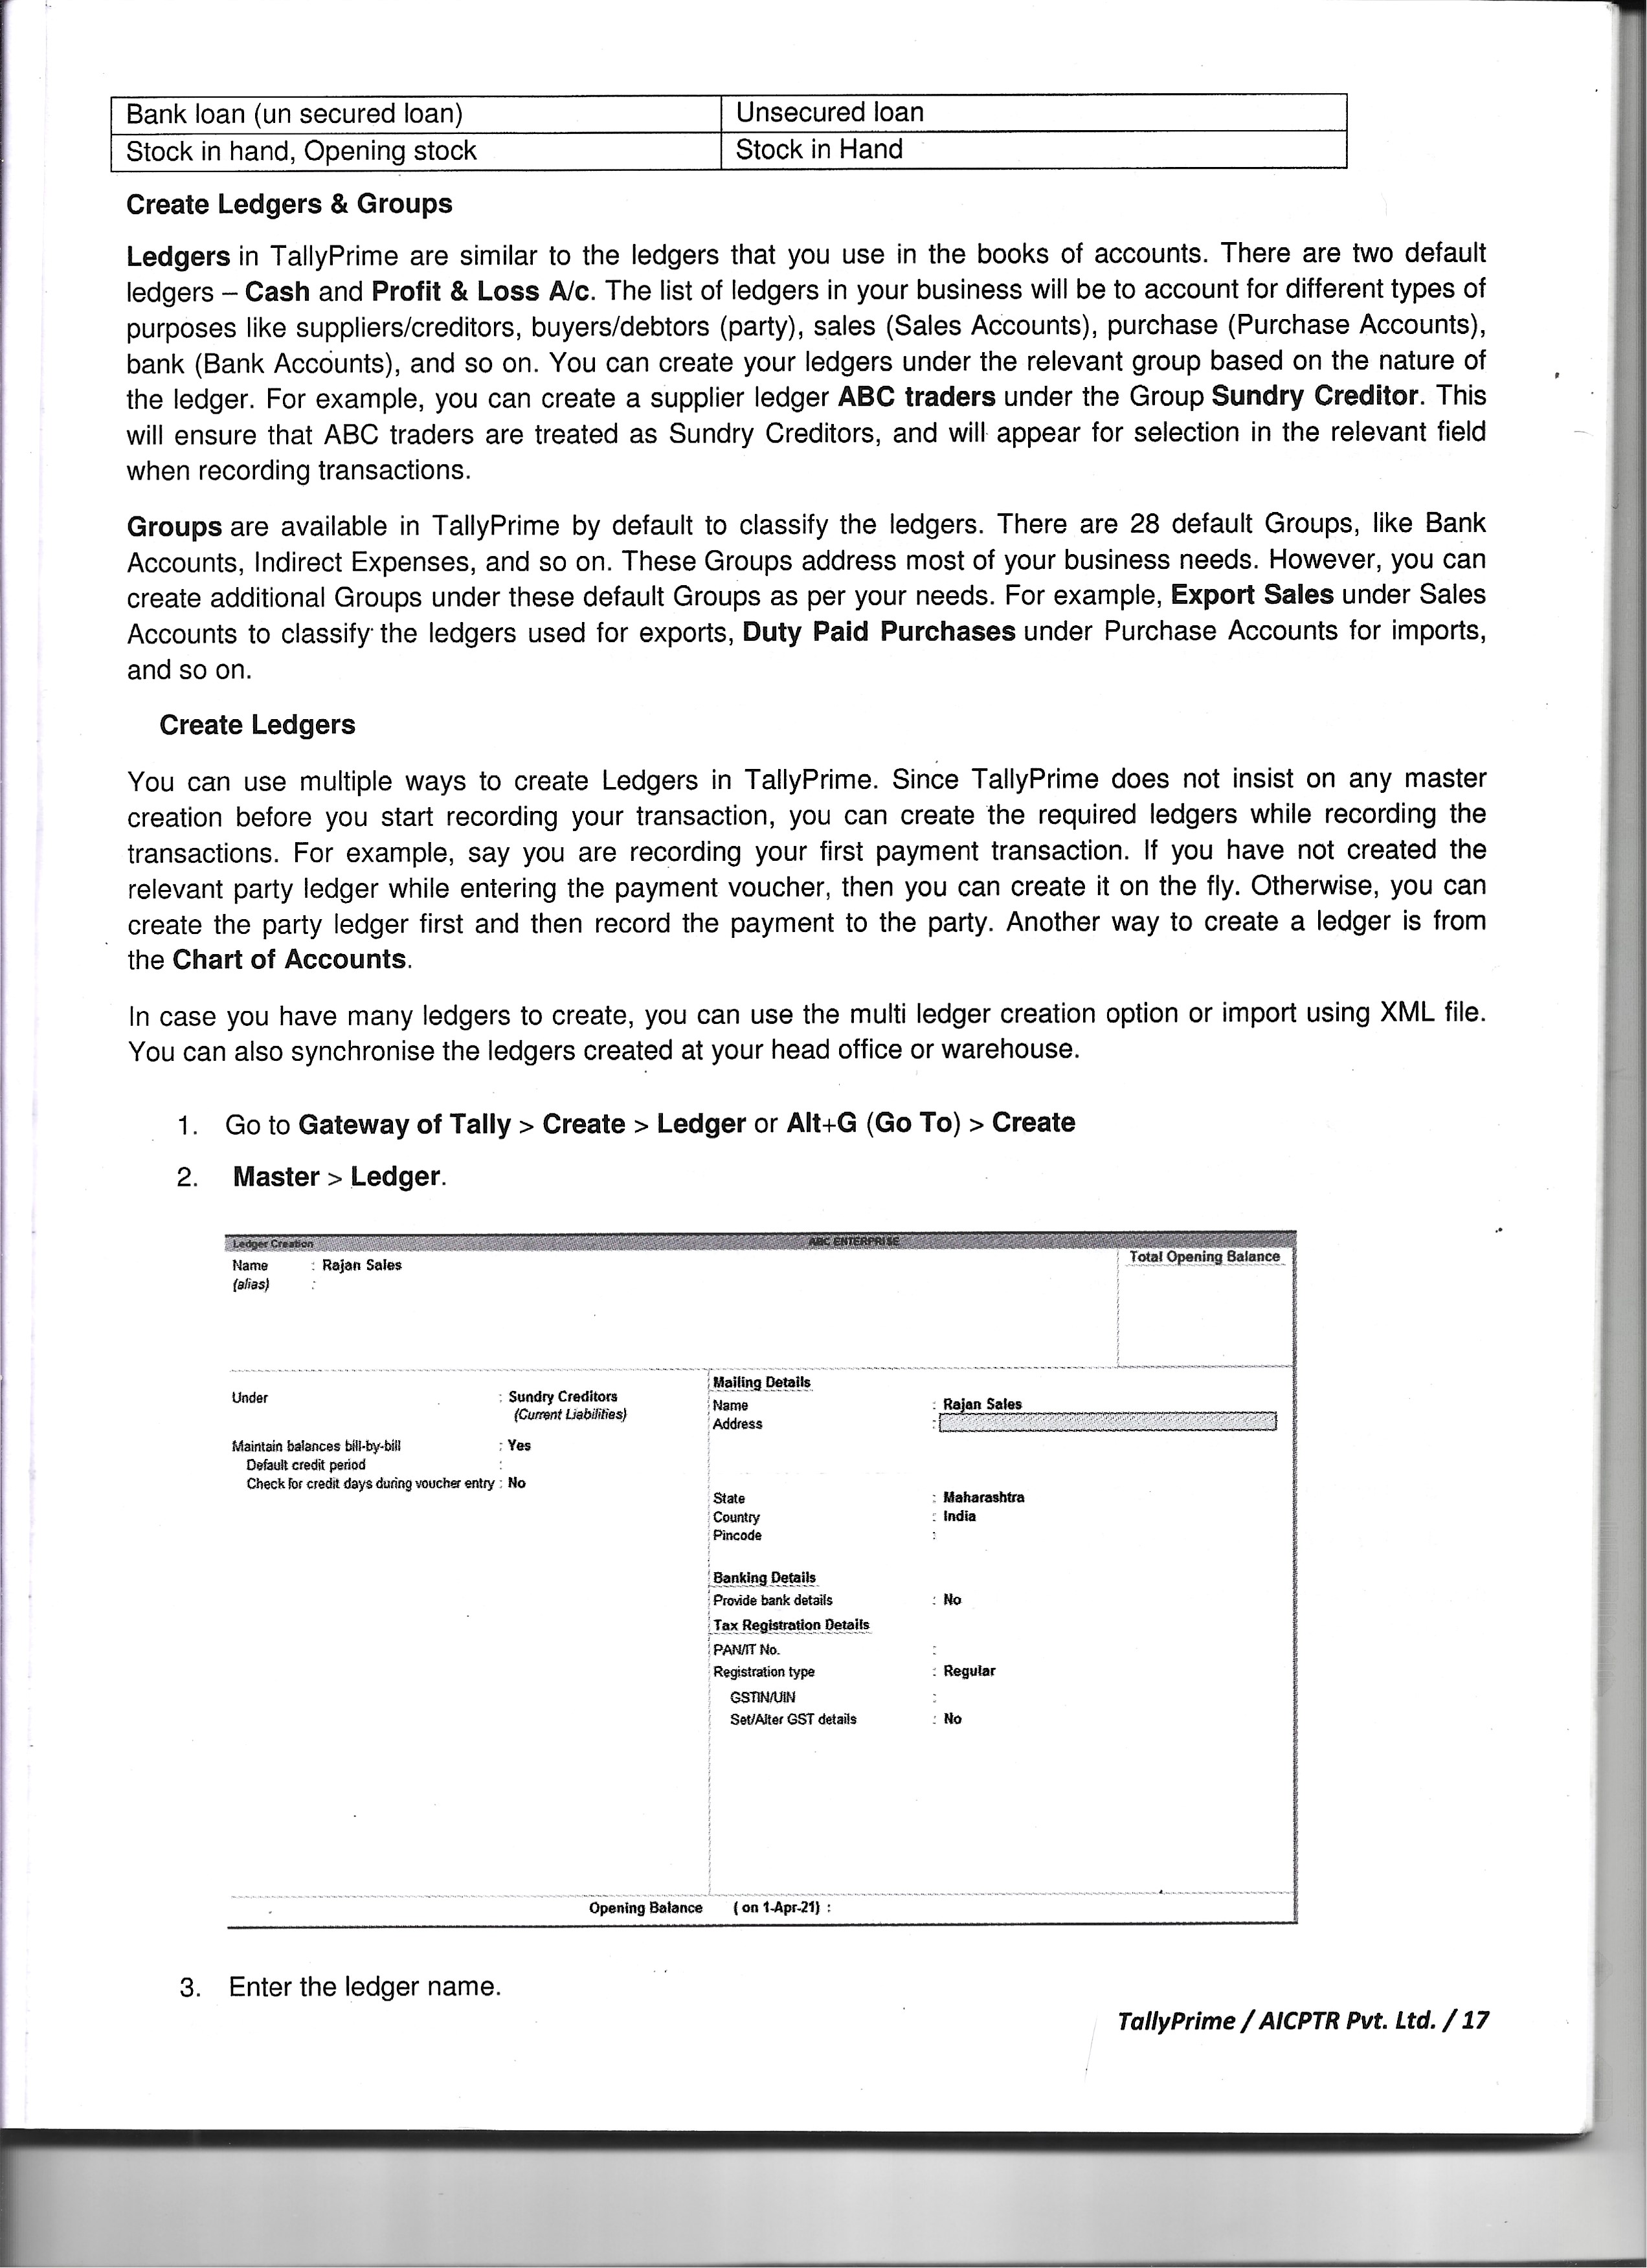 Bank loan (un secured loan) Unsecured loan
Stock in hand, Opening stock Stock in Hand
Create Ledgers & Groups
Ledgers in TallyPrime are similar to the ledgers that you use in the books of accounts. There are two default
ledgers – Cash and Profit & Loss A/c. The list of ledgers in your business will be to account for different types of
purposes like suppliers/creditors, buyers/debtors (party), sales (Sales Accounts), purchase (Purchase Accounts),
bank (Bank Accounts), and so on. You can create your ledgers under the relevant group based on the nature of
the ledger. For example, you can create a supplier ledger ABC traders under the Group Sundry Creditor. This
will ensure that ABC traders are treated as Sundry Creditors, and will appear for selection in the relevant field
when recording transactions.
Groups are available in TallyPrime by default to classify the ledgers. There are 28 default Groups, like Bank
Accounts, Indirect Expenses, and so on. These Groups address most of your business needs. However, you can
create additional Groups under these default Groups as per your needs. For example, Export Sales under Sales
Accounts to classify the ledgers used for exports, Duty Paid Purchases under Purchase Accounts for imports,
and so on.
Create Ledgers
You can use multiple ways to create Ledgers in TallyPrime. Since TallyPrime does not insist on any master
creation before you start recording your transaction, you can create the required ledgers while recording the
transactions. For example, say you are recording your first payment transaction. If you have not created the
relevant party ledger while entering the payment voucher, then you can create it on the fly. Otherwise, you can
create the party ledger first and then record the payment to the party. Another way to create a ledger is from
the Chart of Accounts.
In case you have many ledgers to create, you can use the multi ledger creation option or import using XML file.
You can also synchronise the ledgers created at your head office or warehouse.
1. Go to Gateway of Tally > Create > Ledger or Alt+G (Go To) > Create
2. Master > Ledger.
Ledger Creation ABC ENTERPRISE
Name : Rajan Sales Total Opening Balance
(alias) :
Mailing Details
Under : Sundry Creditors
(Current Liabilities)
Name : Rajan Sales
Address :
Maintain balances bill-by-bill : Yes
Default credit period :
Check for credit days during voucher entry : No
State : Maharashtra
Country : India
Pincode :
Banking Details
Provide bank details : No
Tax Registration Details
PAN/IT No. :
Registration type : Regular
GSTIN/UIN :
Set/Alter GST details : No
Opening Balance ( on 1-Apr-21) :
3. Enter the ledger name.
TallyPrime / AICPTR Pvt. Ltd. / 17